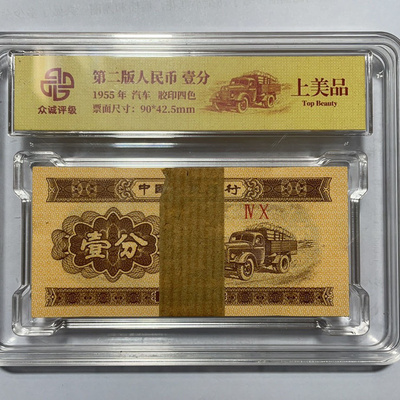 第二版人民币 壹分
1955年 汽车 胶印四色
票面尺寸：90*42.5mm
众诚评级
上美品
Top Beauty
中国
行
ⅣⅩ
壹分